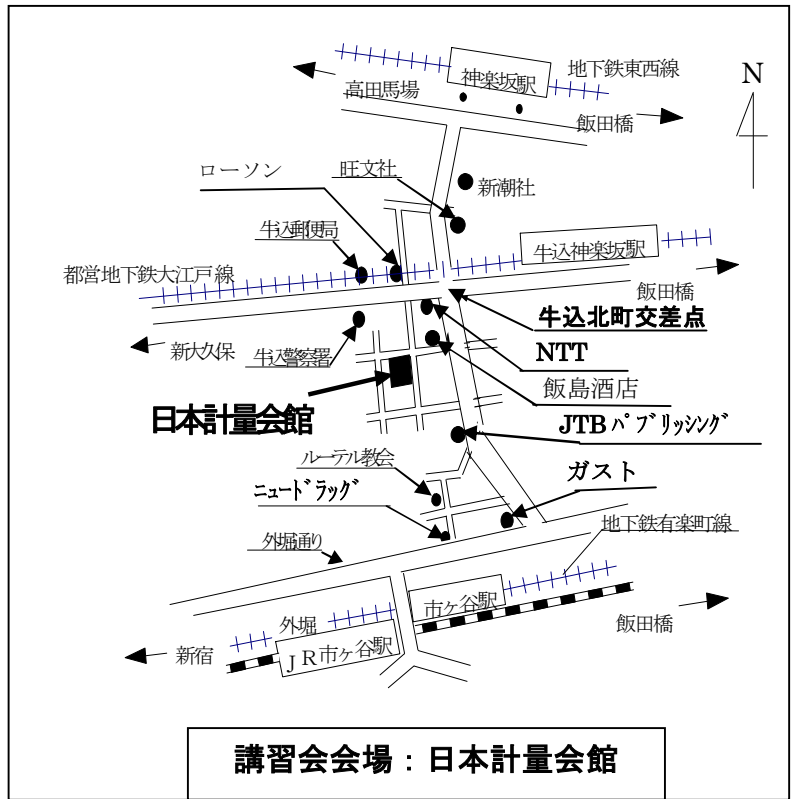 地下鉄東西線
神楽坂駅
高田馬場
N
飯田橋
ローソン
旺文社
新潮社
牛込郵便局
牛込神楽坂駅
都営地下鉄大江戸線
飯田橋
牛込北町交差点
新大久保
牛込警察署
NTT
飯島酒店
日本計量会館
JTBパブリッシング
ルーテル教会
ガスト
ニュードラッグ
地下鉄有楽町線
外堀通り
市ヶ谷駅
外堀
飯田橋
新宿
JR市ヶ谷駅
講習会会場：日本計量会館